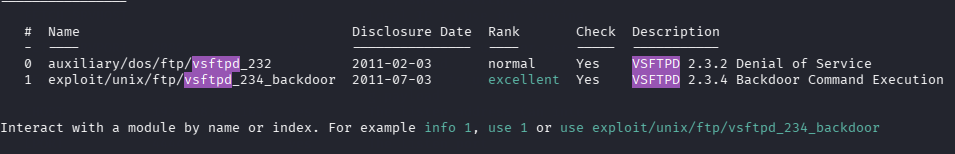 #  Name                                  Disclosure Date  Rank       Check  Description
-  ----                                  ---------------  ----       -----  -----------
0  auxiliary/dos/ftp/vsftpd_232          2011-02-03       normal     Yes    VSFTPD 2.3.2 Denial of Service
1  exploit/unix/ftp/vsftpd_234_backdoor  2011-07-03       excellent  Yes    VSFTPD 2.3.4 Backdoor Command Execution
Interact with a module by name or index. For example info 1, use 1 or use exploit/unix/ftp/vsftpd_234_backdoor